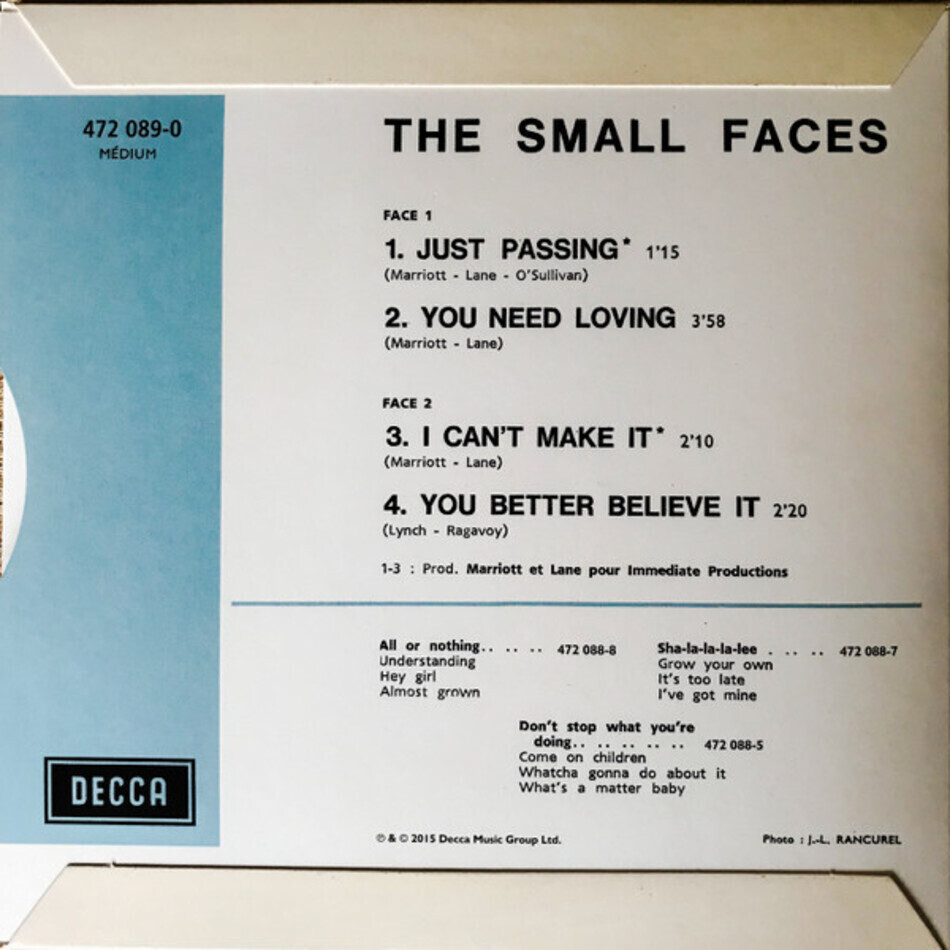 472 089-0
MÉDIUM
THE SMALL FACES
FACE 1
1. JUST PASSING* 1'15
(Marriott - Lane - O'Sullivan)
2. YOU NEED LOVING 3'58
(Marriott - Lane)
FACE 2
3. I CAN'T MAKE IT* 2'10
(Marriott - Lane)
4. YOU BETTER BELIEVE IT 2'20
(Lynch - Ragavoy)
1-3 : Prod. Marriott et Lane pour Immediate Productions
All or nothing.. .. .. 472 088-8
Understanding
Hey girl
Almost grown
Sha-la-la-la-lee . .. .. 472 088-7
Grow your own
It's too late
I've got mine
Don't stop what you're
doing.. .. .. .. .. 472 088-5
Come on children
Whatcha gonna do about it
What's a matter baby
DECCA
℗ & © 2015 Decca Music Group Ltd.
Photo : J.-L. RANCUREL